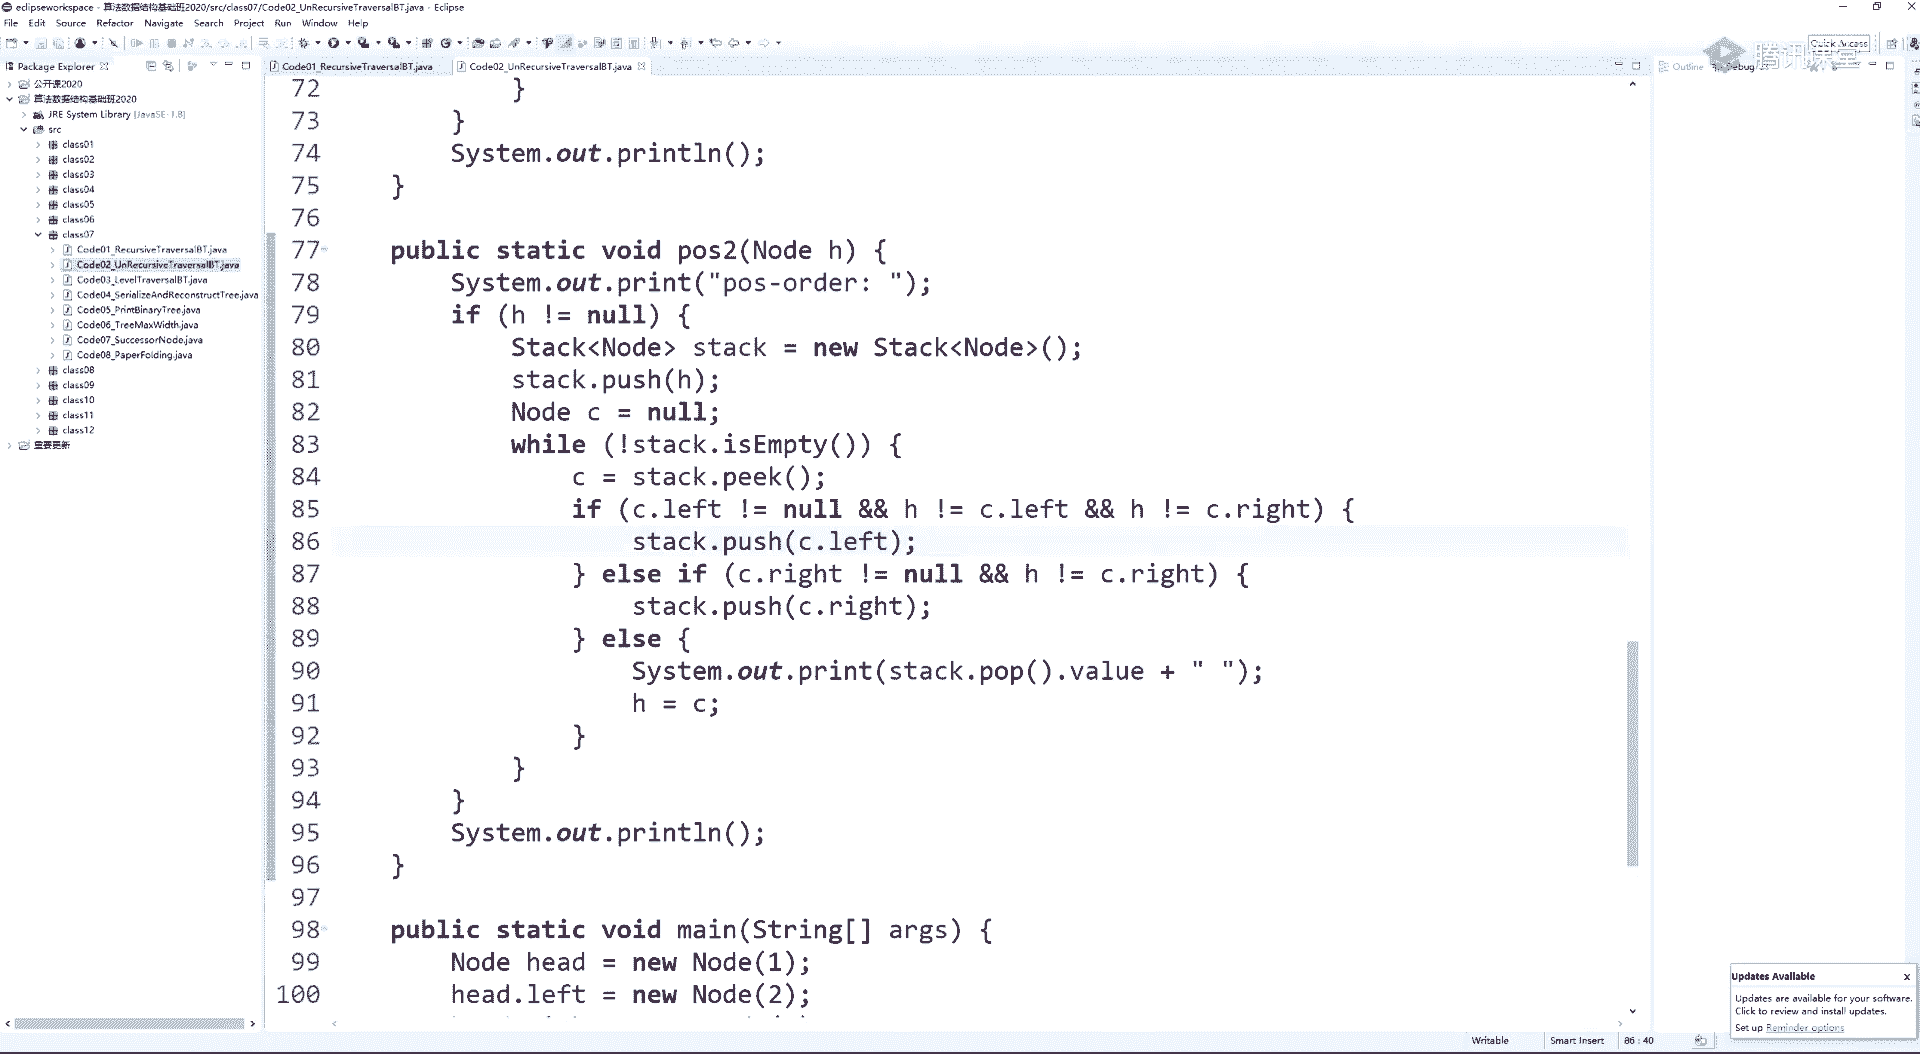 eclipseworkspace - 算法数据结构基础班2020/src/class07/Code02_UnRecursiveTraversalBT.java - Eclipse
File Edit Source Refactor Navigate Search Project Run Window Help
Quick Access
腾讯课堂
Package Explorer
Code01_RecursiveTraversalBT.java
Code02_UnRecursiveTraversalBT.java
Outline
Debug
公开课2020
算法数据结构基础班2020
JRE System Library [JavaSE-1.8]
src
class01
class02
class03
class04
class05
class06
class07
Code01_RecursiveTraversalBT.java
Code02_UnRecursiveTraversalBT.java
Code03_LevelTraversalBT.java
Code04_SerializeAndReconstructTree.java
Code05_PrintBinaryTree.java
Code06_TreeMaxWidth.java
Code07_SuccessorNode.java
Code08_PaperFolding.java
class08
class09
class10
class11
class12
重要更新
72 }
73 }
74 System.out.println();
75 }
76
77 public static void pos2(Node h) {
78 System.out.print("pos-order: ");
79 if (h != null) {
80 Stack<Node> stack = new Stack<Node>();
81 stack.push(h);
82 Node c = null;
83 while (!stack.isEmpty()) {
84 c = stack.peek();
85 if (c.left != null && h != c.left && h != c.right) {
86 stack.push(c.left);
87 } else if (c.right != null && h != c.right) {
88 stack.push(c.right);
89 } else {
90 System.out.print(stack.pop().value + " ");
91 h = c;
92 }
93 }
94 }
95 System.out.println();
96 }
97
98 public static void main(String[] args) {
99 Node head = new Node(1);
100 head.left = new Node(2);
Updates Available
x
Updates are available for your software.
Click to review and install updates.
Set up Reminder options
Writable
Smart Insert
86 : 40